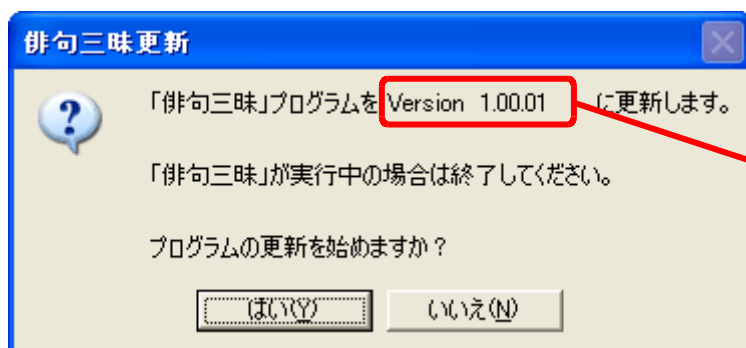 俳句三昧更新
「俳句三昧」プログラムを Version 1.00.01 に更新します。
「俳句三昧」が実行中の場合は終了してください。
プログラムの更新を始めますか？
はい(Y) いいえ(N)